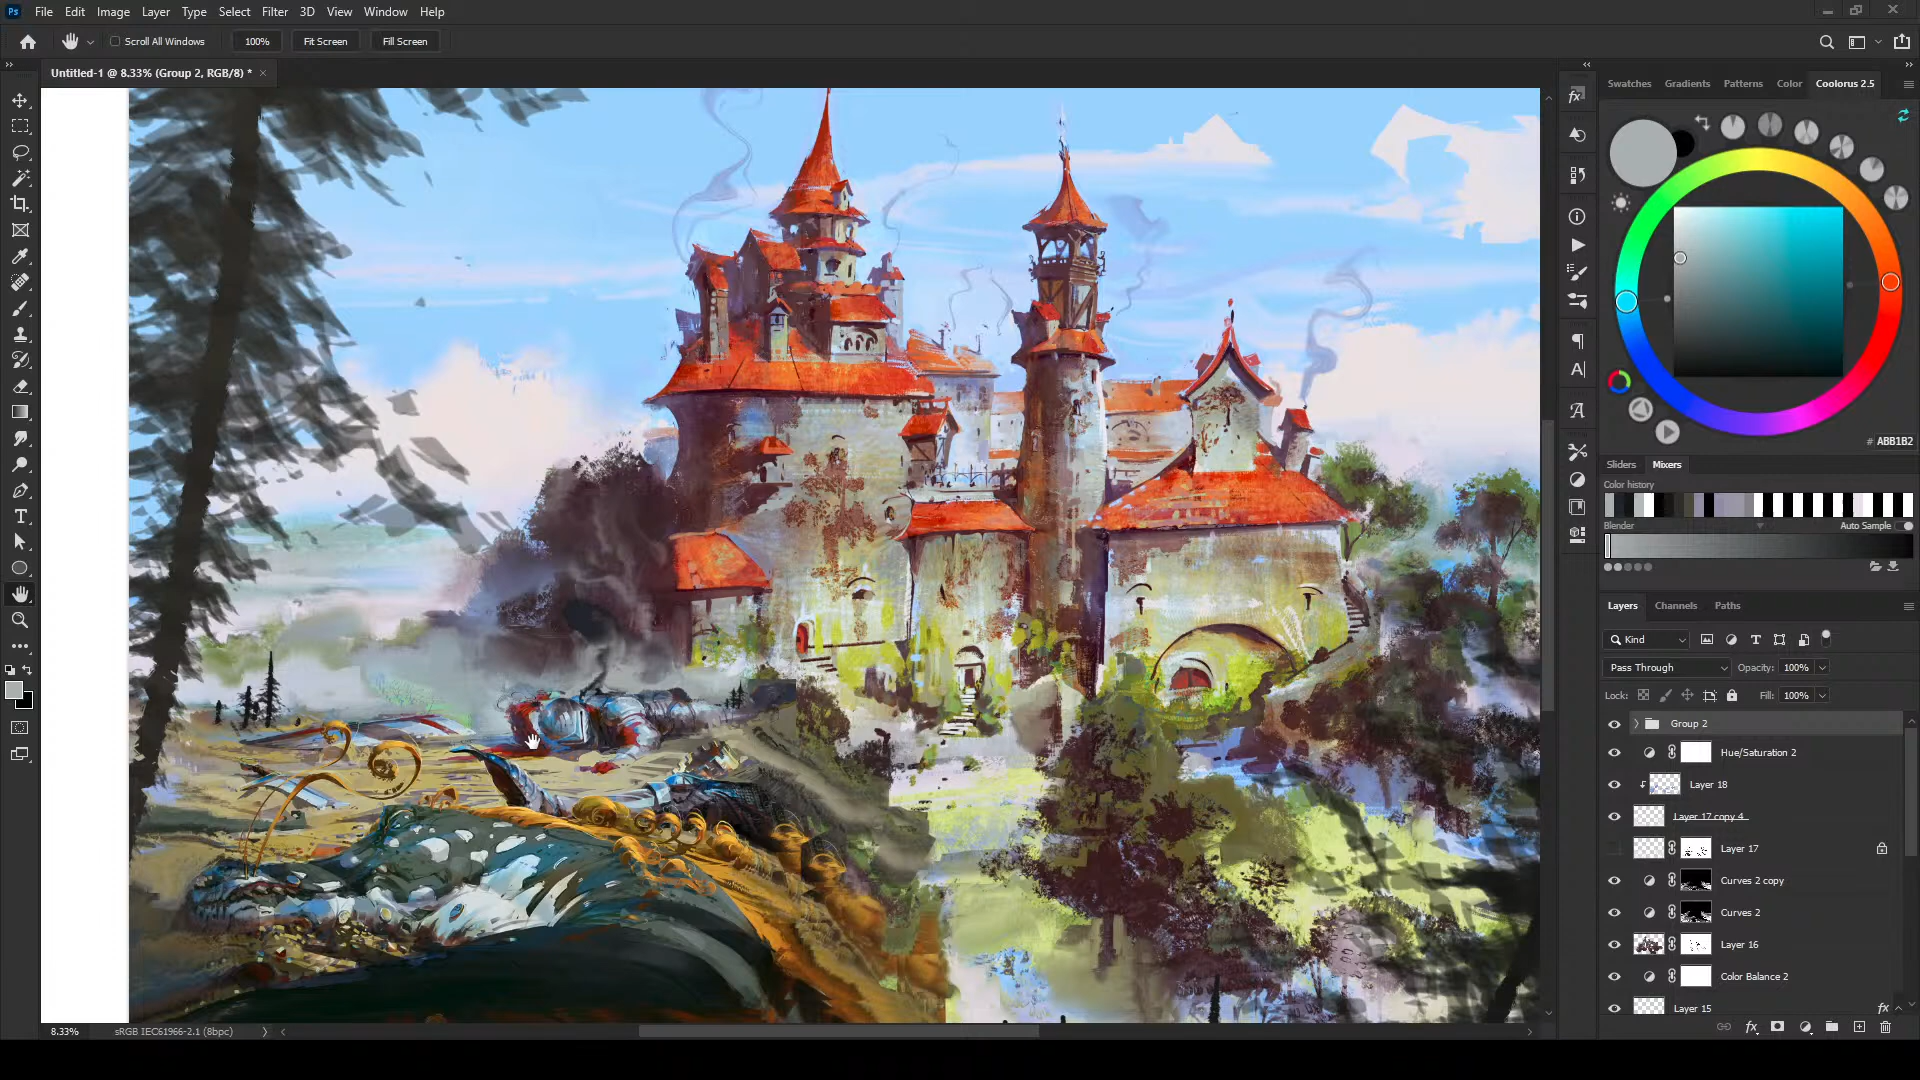 Ps File Edit Image Layer Type Select Filter 3D View Window Help
Scroll All Windows 100% Fit Screen Fill Screen
Untitled-1 @ 8.33% (Group 2, RGB/8) *
Swatches Gradients Patterns Color Coolorus 2.5
# ABB1B2
Sliders Mixers
Color history
Blender Auto Sample
Layers Channels Paths
Kind
Pass Through Opacity: 100%
Lock: Fill: 100%
Group 2
Hue/Saturation 2
Layer 18
Layer 17 copy 4
Layer 17
Curves 2 copy
Curves 2
Layer 16
Color Balance 2
Layer 15 fx
fx
8.33% sRGB IEC61966-2.1 (8bpc)